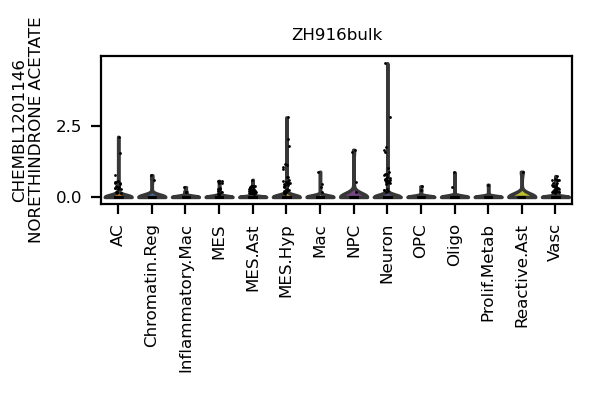 ZH916bulk
CHEMBL1201146
NORETHINDRONE ACETATE
2.5
0.0
AC
Chromatin.Reg
Inflammatory.Mac
MES
MES.Ast
MES.Hyp
Mac
NPC
Neuron
OPC
Oligo
Prolif.Metab
Reactive.Ast
Vasc